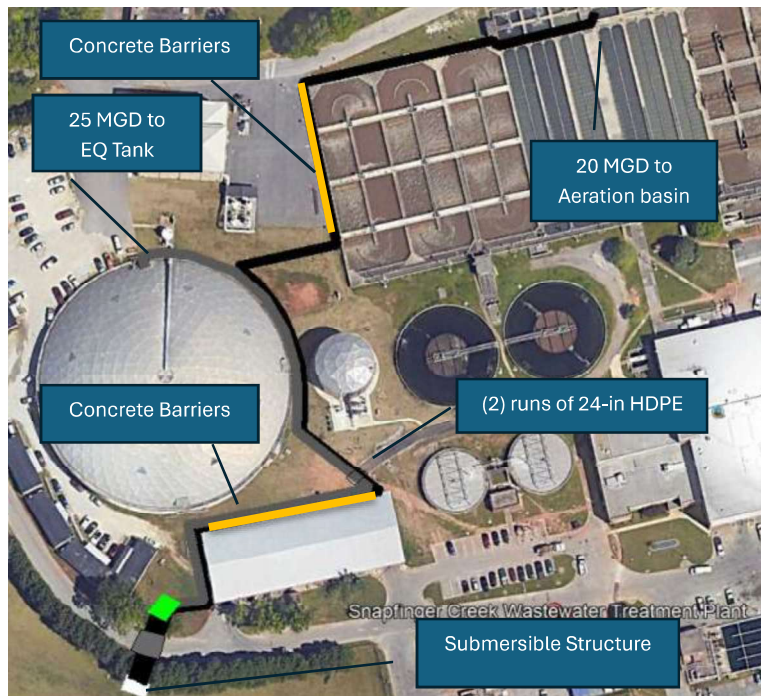 Concrete Barriers
25 MGD to
EQ Tank
20 MGD to
Aeration basin
Concrete Barriers
(2) runs of 24-in HDPE
Snapfinger Creek Wastewater Treatment Plant
Submersible Structure